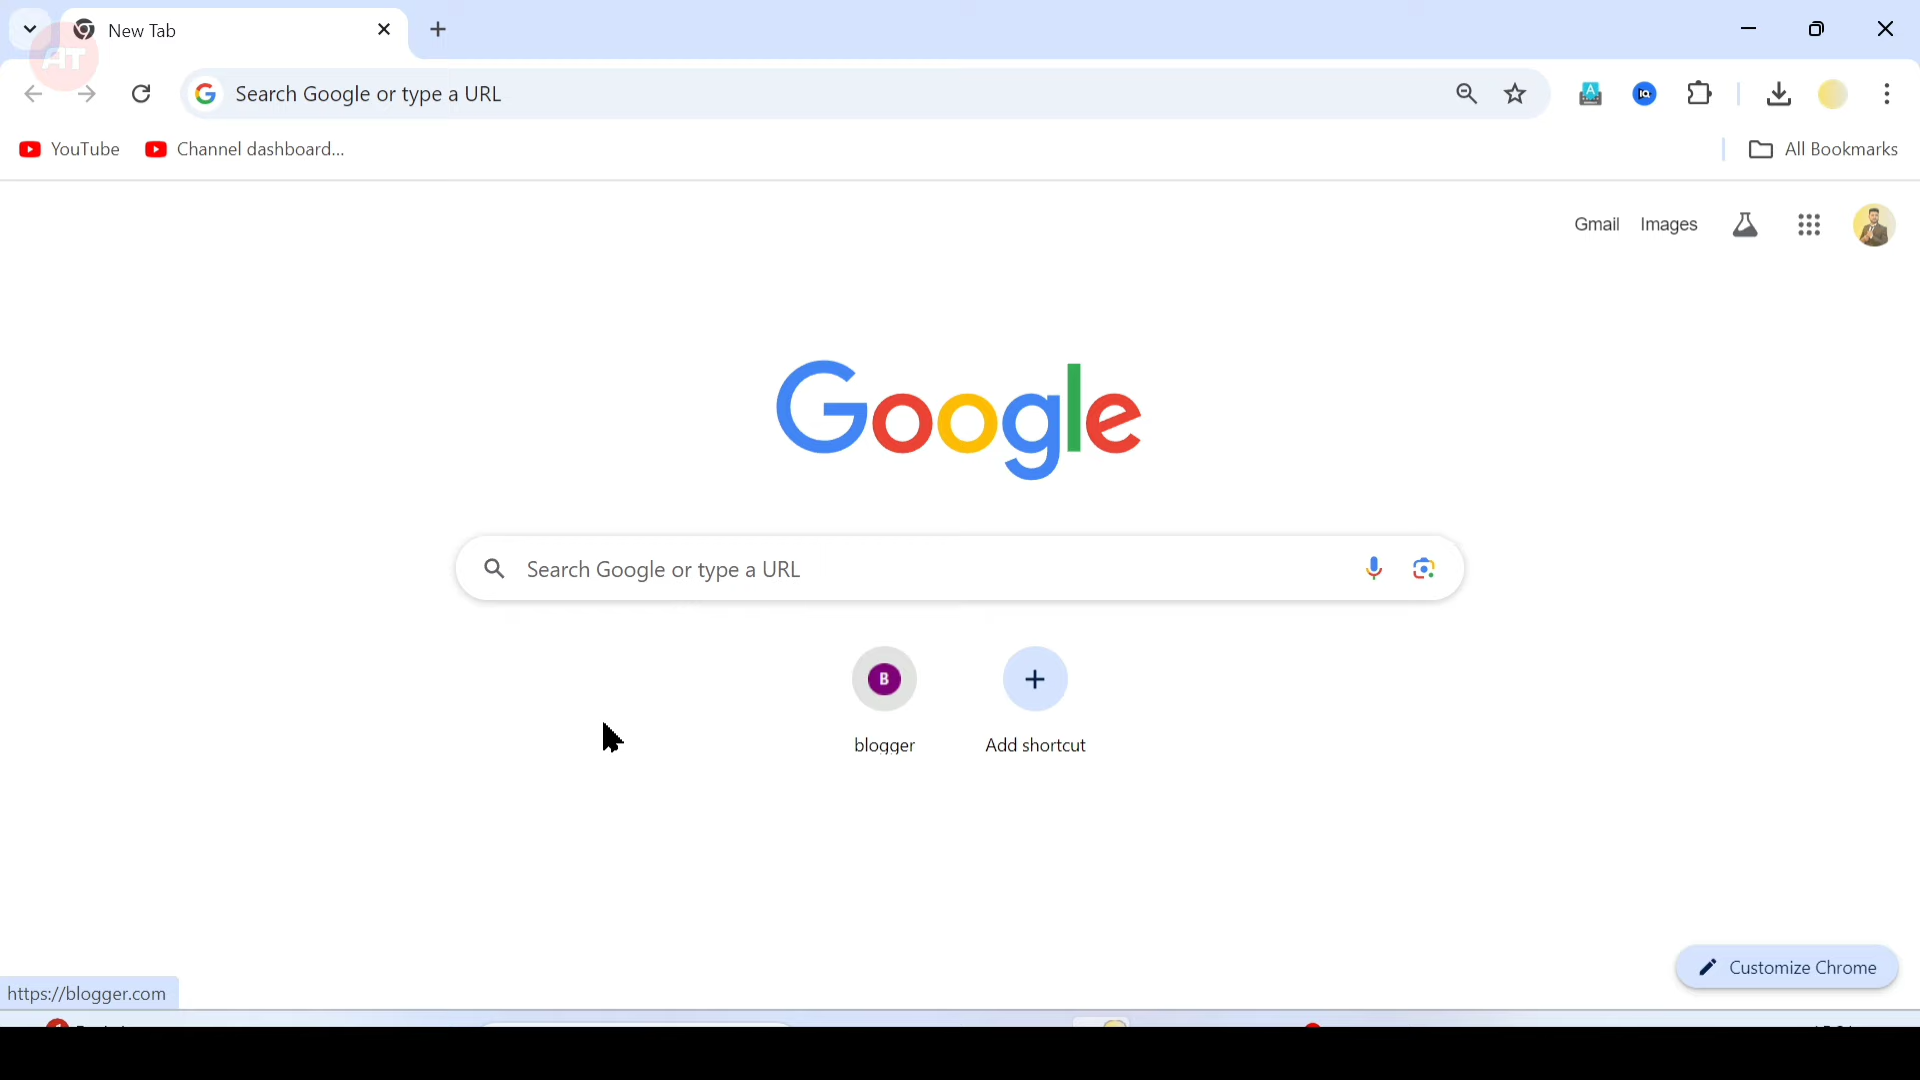 New Tab
AT
Search Google or type a URL
YouTube
Channel dashboard...
All Bookmarks
Gmail
Images
Google
Search Google or type a URL
B
blogger
Add shortcut
Customize Chrome
https://blogger.com